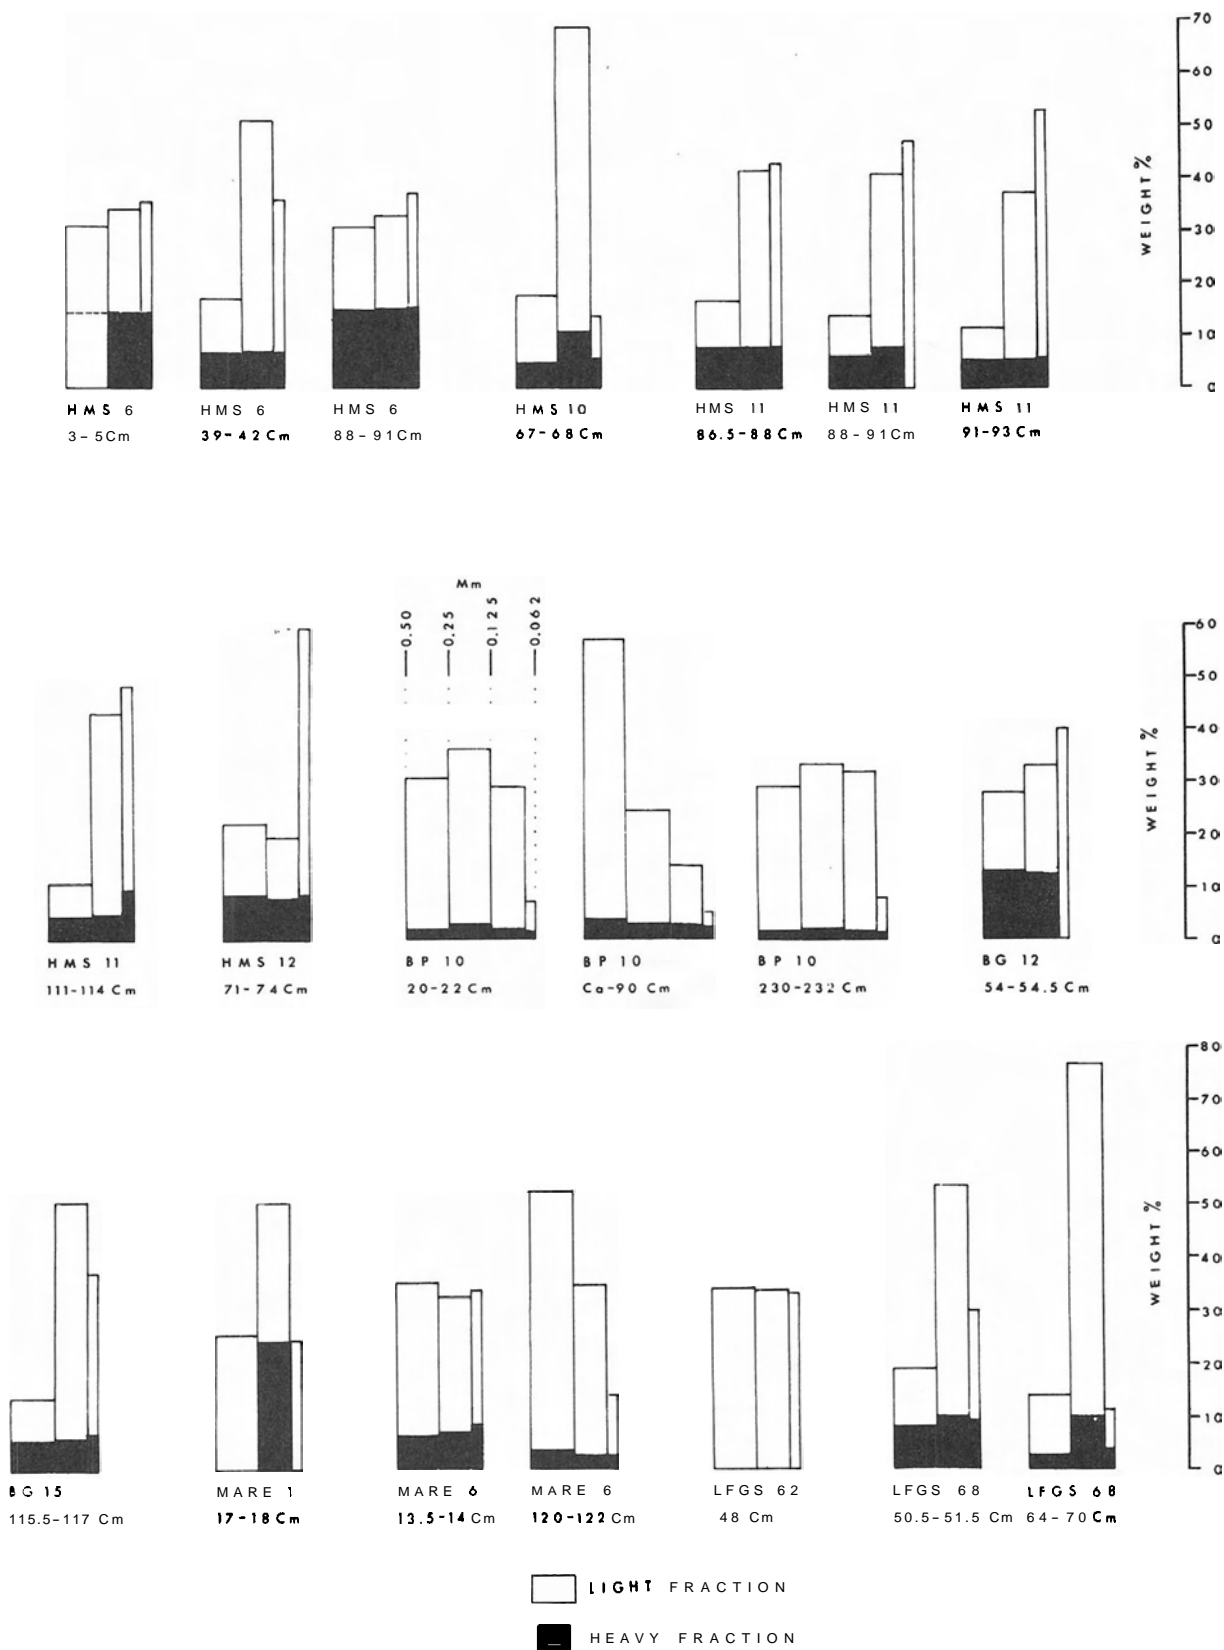 70
60
50
40
30
20
10
0
WEIGHT %
HMS 6
3-5Cm
HMS 6
39-42 Cm
HMS 6
88-91Cm
HMS 10
67-68Cm
HMS 11
86.5-88 Cm
HMS 11
88-91Cm
HMS 11
91-93 Cm
Mm
0.50
0.25
0.125
0.062
60
50
40
30
20
10
0
WEIGHT %
HMS 11
111-114 Cm
HMS 12
71-74 Cm
BP 10
20-22 Cm
BP 10
Ca-90 Cm
BP 10
230-232 Cm
BG 12
54-54.5 Cm
80
70
60
50
40
30
20
10
0
WEIGHT %
BG 15
115.5-117 Cm
MARE 1
17-18 Cm
MARE 6
13.5-14 Cm
MARE 6
120-122 Cm
LFGS 62
48 Cm
LFGS 68
50.5-51.5 Cm
LFGS 68
64-70 Cm
LIGHT FRACTION
HEAVY FRACTION